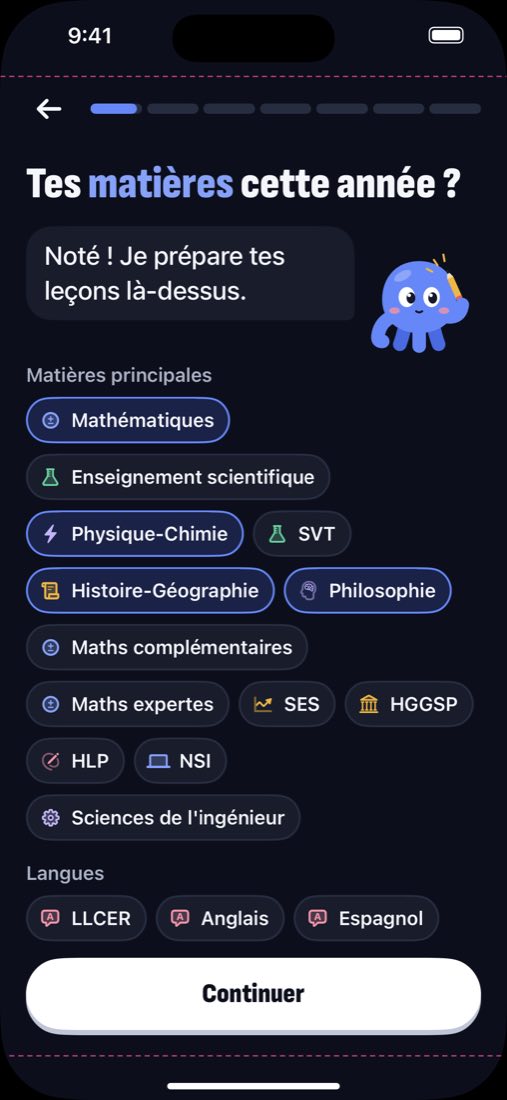 9:41
Tes matières cette année ?
Noté ! Je prépare tes
leçons là-dessus.
Matières principales
Mathématiques
Enseignement scientifique
Physique-Chimie SVT
Histoire-Géographie Philosophie
Maths complémentaires
Maths expertes SES HGGSP
HLP NSI
Sciences de l'ingénieur
Langues
A LLCER A Anglais A Espagnol
Continuer